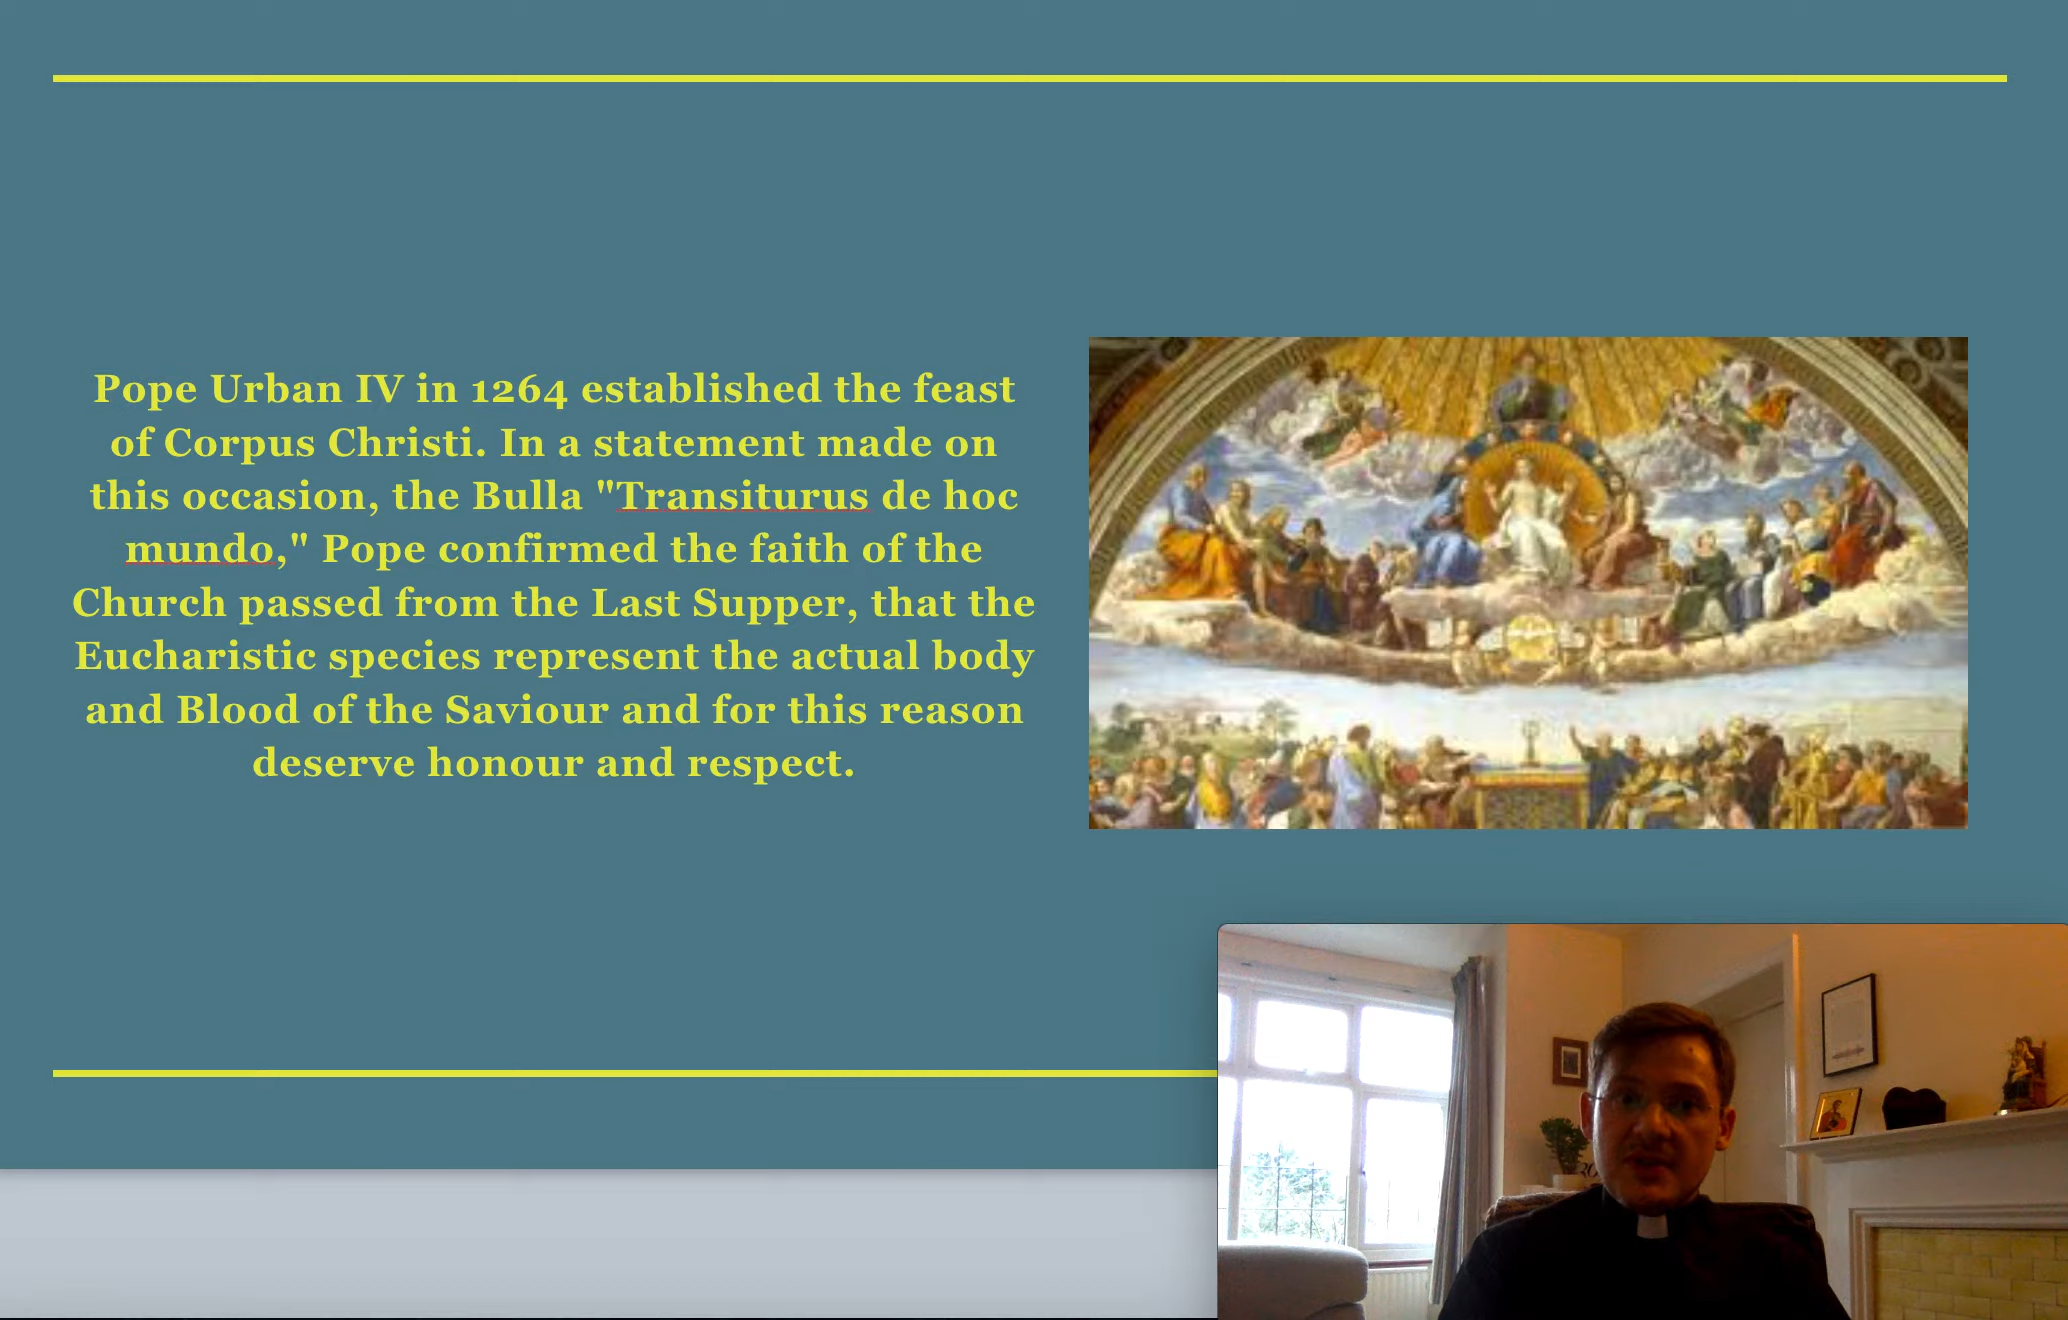 Pope Urban IV in 1264 established the feast
of Corpus Christi. In a statement made on
this occasion, the Bulla "Transiturus de hoc
mundo," Pope confirmed the faith of the
Church passed from the Last Supper, that the
Eucharistic species represent the actual body
and Blood of the Saviour and for this reason
deserve honour and respect.